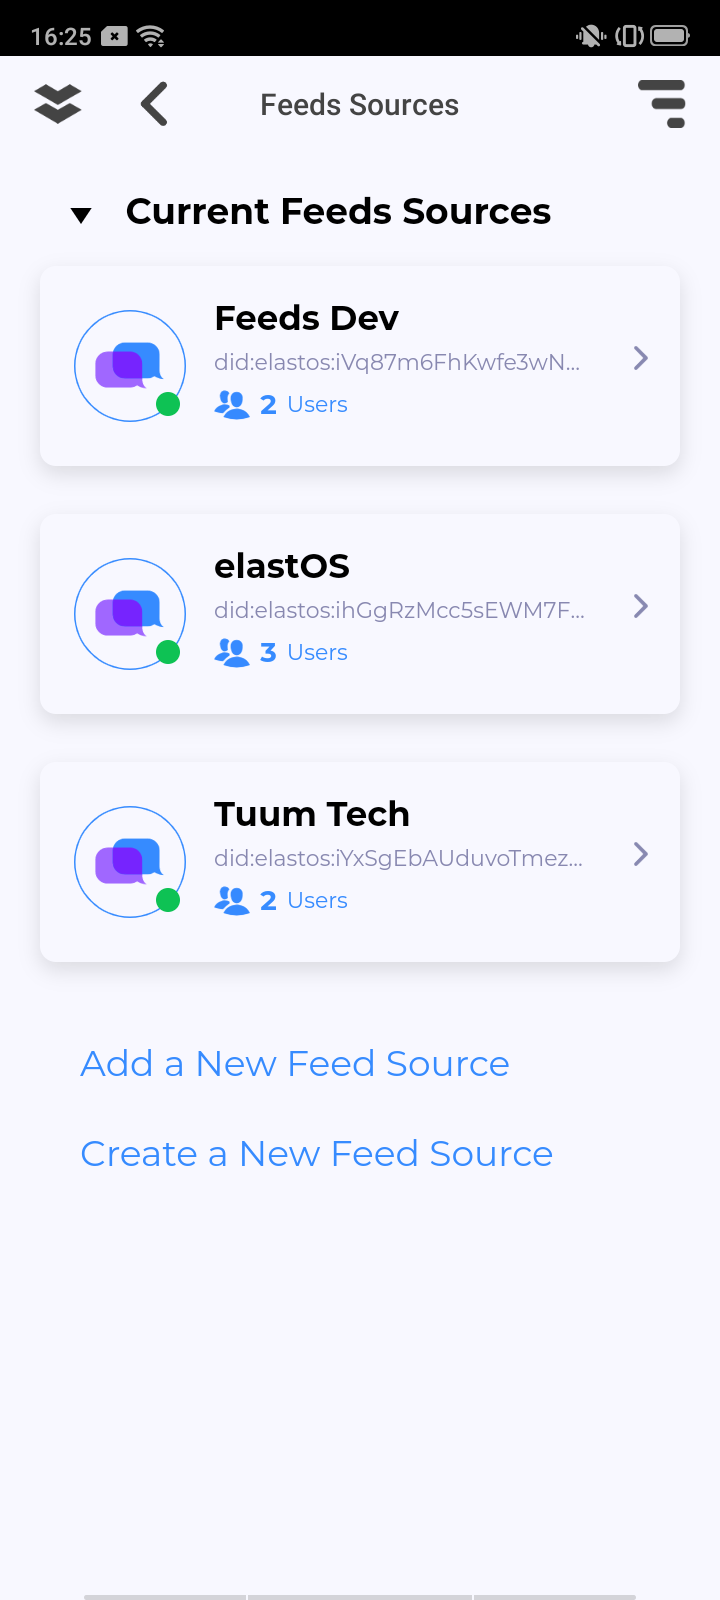 16:25
Feeds Sources
Current Feeds Sources
Feeds Dev
did:elastos:iVq87m6FhKwfe3wN...
2 Users
elastOS
did:elastos:ihGgRzMcc5sEWM7F...
3 Users
Tuum Tech
did:elastos:iYxSgEbAUduvoTmez...
2 Users
Add a New Feed Source
Create a New Feed Source